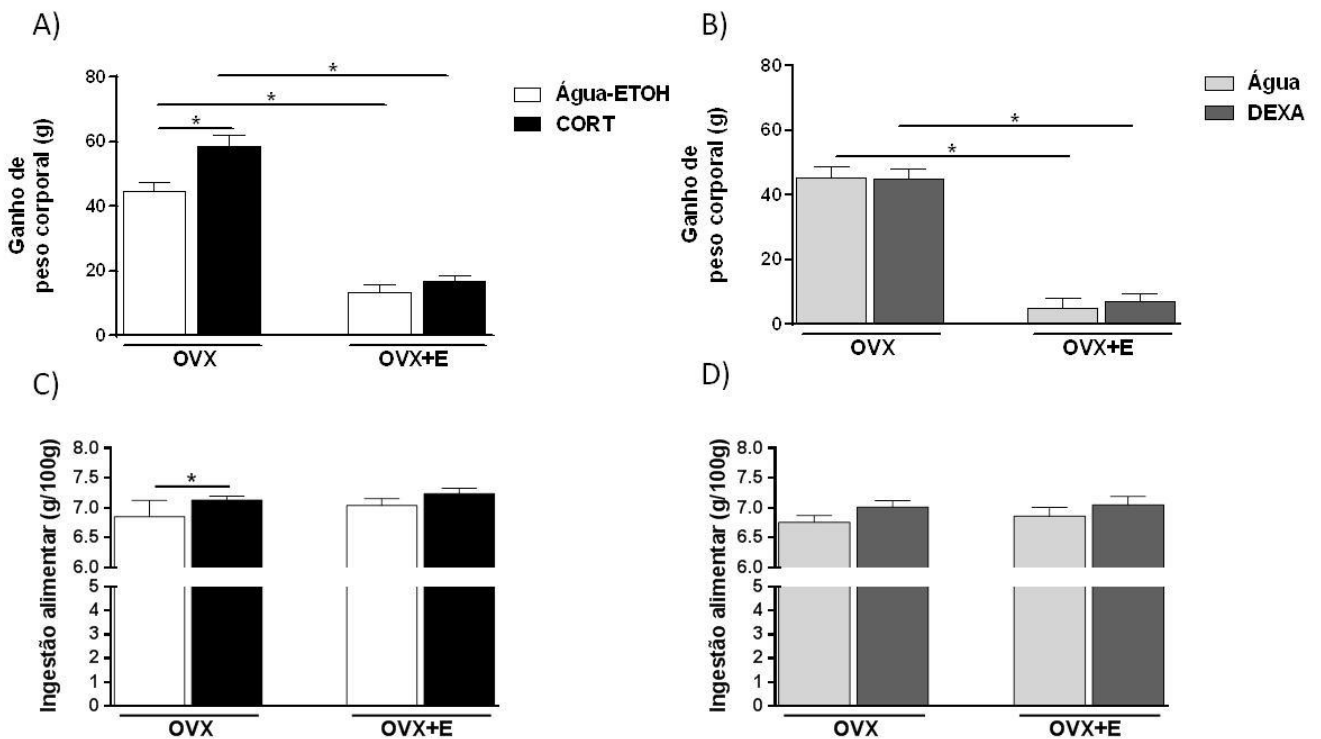 A)
Ganho de
peso corporal (g)
80
60
40
20
0
*
*
*
Água-ETOH
CORT
OVX
OVX+E
B)
Ganho de
peso corporal (g)
80
60
40
20
0
*
*
Água
DEXA
OVX
OVX+E
C)
Ingestão alimentar (g/100g)
8.0
7.5
7.0
6.5
6.0
5
4
3
2
1
0
*
OVX
OVX+E
D)
Ingestão alimentar (g/100g)
8.0
7.5
7.0
6.5
6.0
5
4
3
2
1
0
OVX
OVX+E